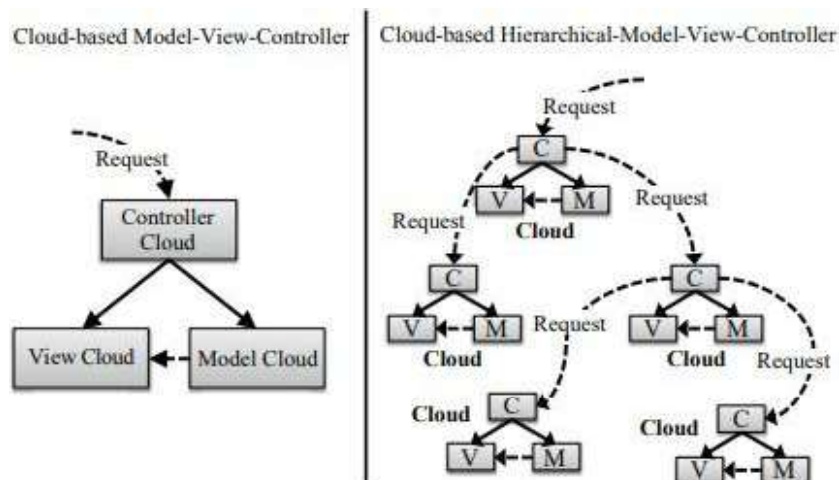 Cloud-based Model-View-Controller
Request
Controller
Cloud
View Cloud
Model Cloud
Cloud-based Hierarchical-Model-View-Controller
Request
C
V
M
Cloud
Request
Request
C
V
M
Cloud
C
V
M
Cloud
Request
Request
Cloud
C
V
M
Cloud
C
V
M